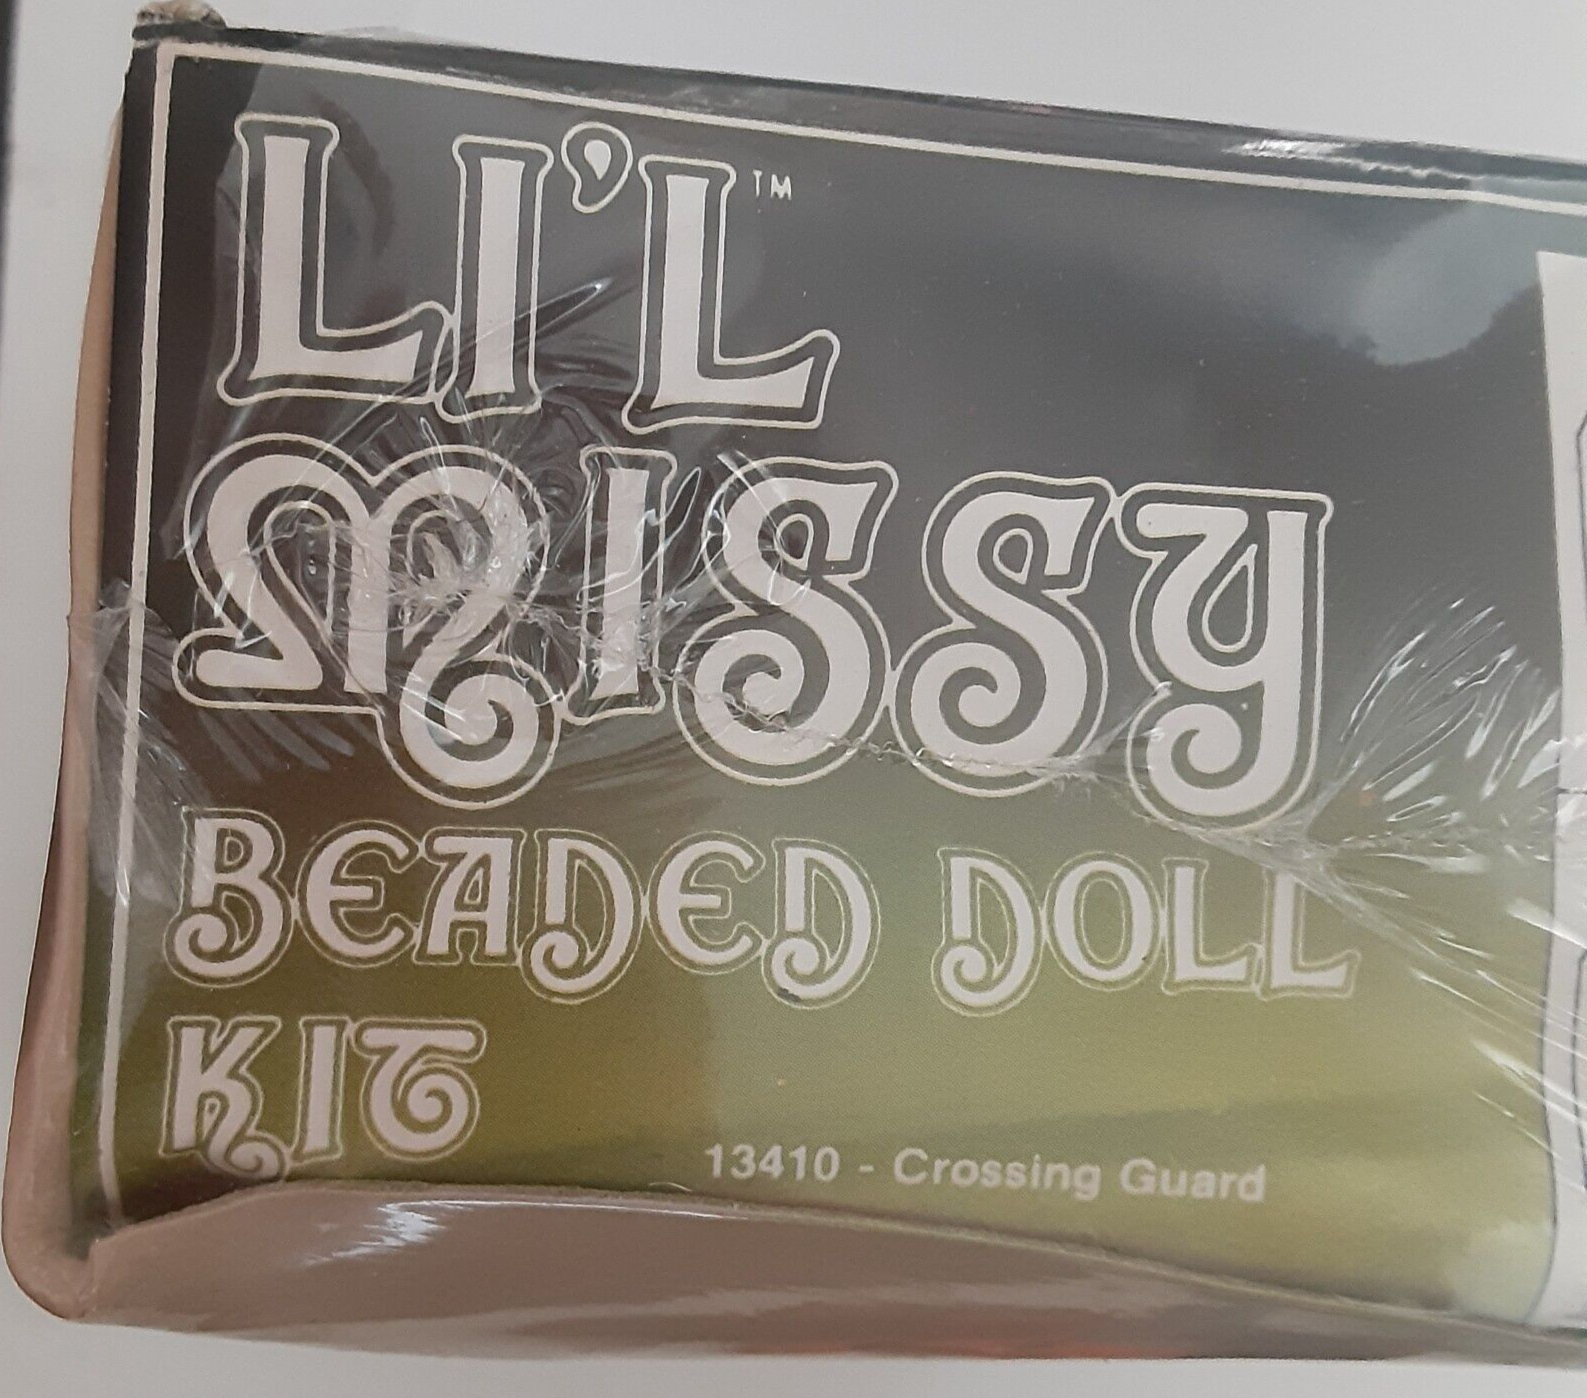 LI'L™
MISSY
BEADED DOLL
KIT
13410 - Crossing Guard